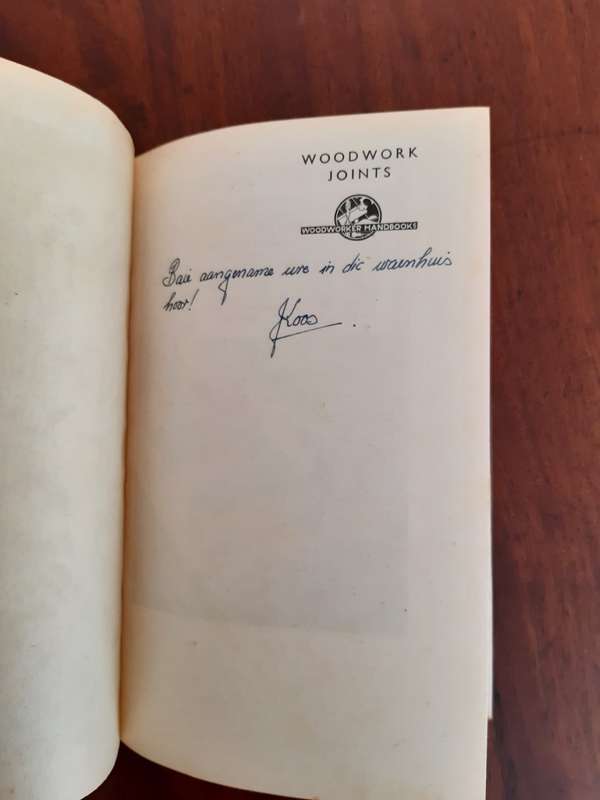 WOODWORK
JOINTS
WOODWORKER HANDBOOKS
Baie aangename ure in die waenhuis
hoor!
Koos